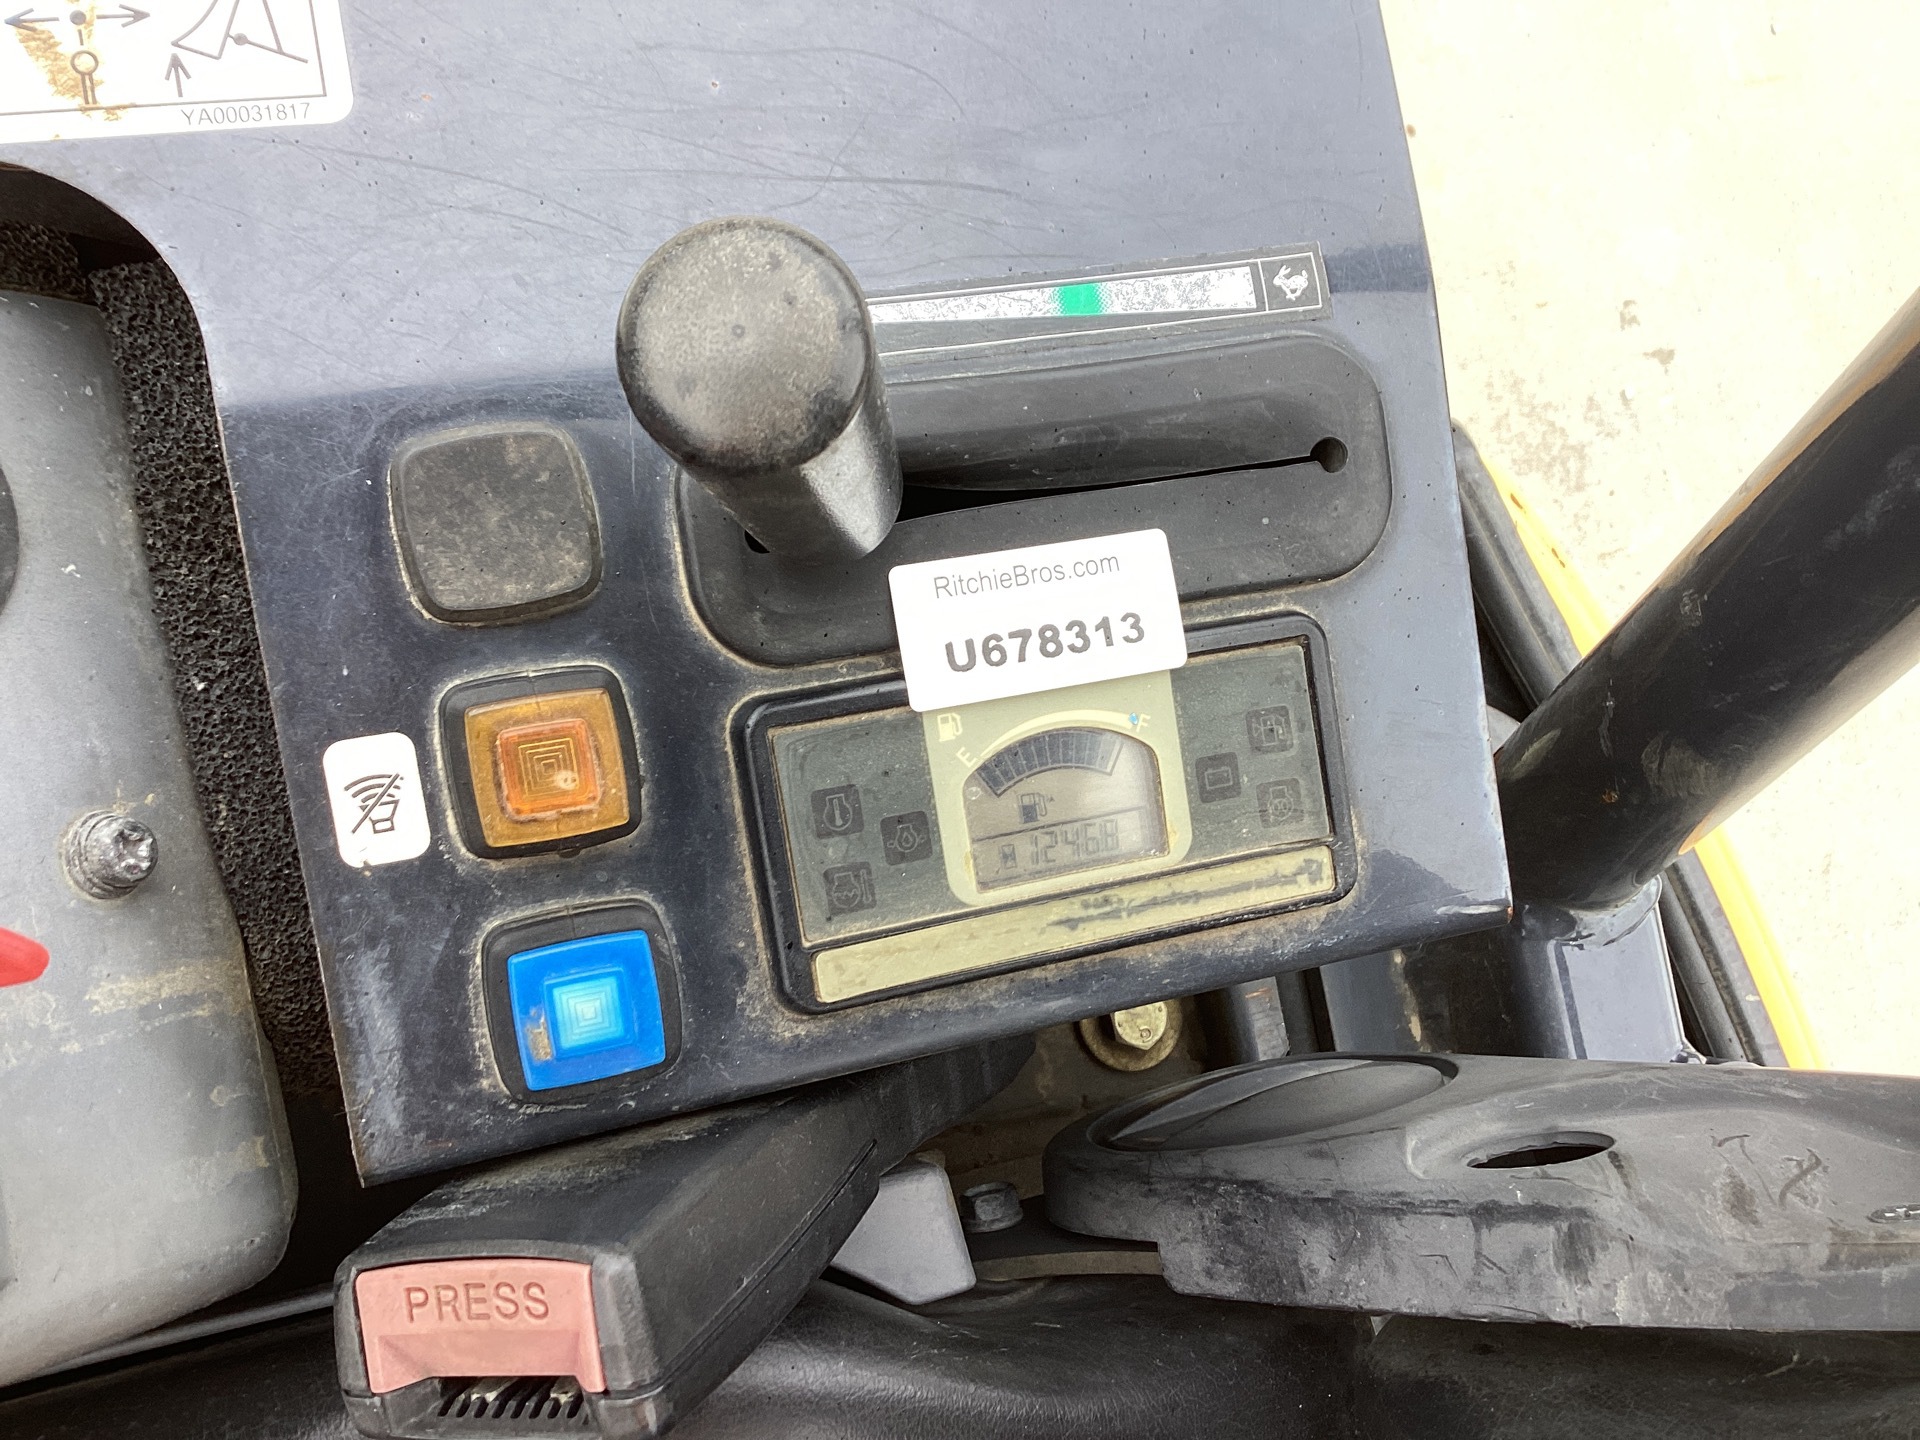 YA00031817
RitchieBros.com
U678313
E F
12468
PRESS